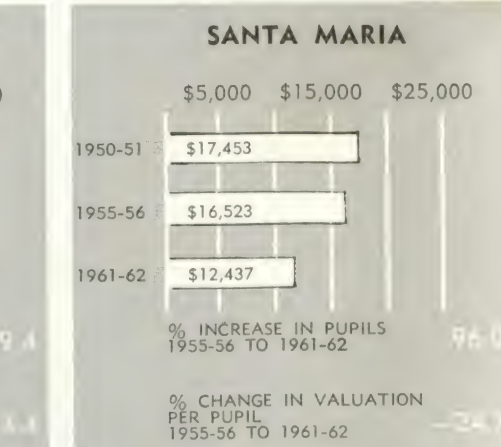 SANTA MARIA
$5,000 $15,000 $25,000
1950-51 $17,453
1955-56 $16,523
1961-62 $12,437
% INCREASE IN PUPILS
1955-56 TO 1961-62
% CHANGE IN VALUATION
PER PUPIL
1955-56 TO 1961-62